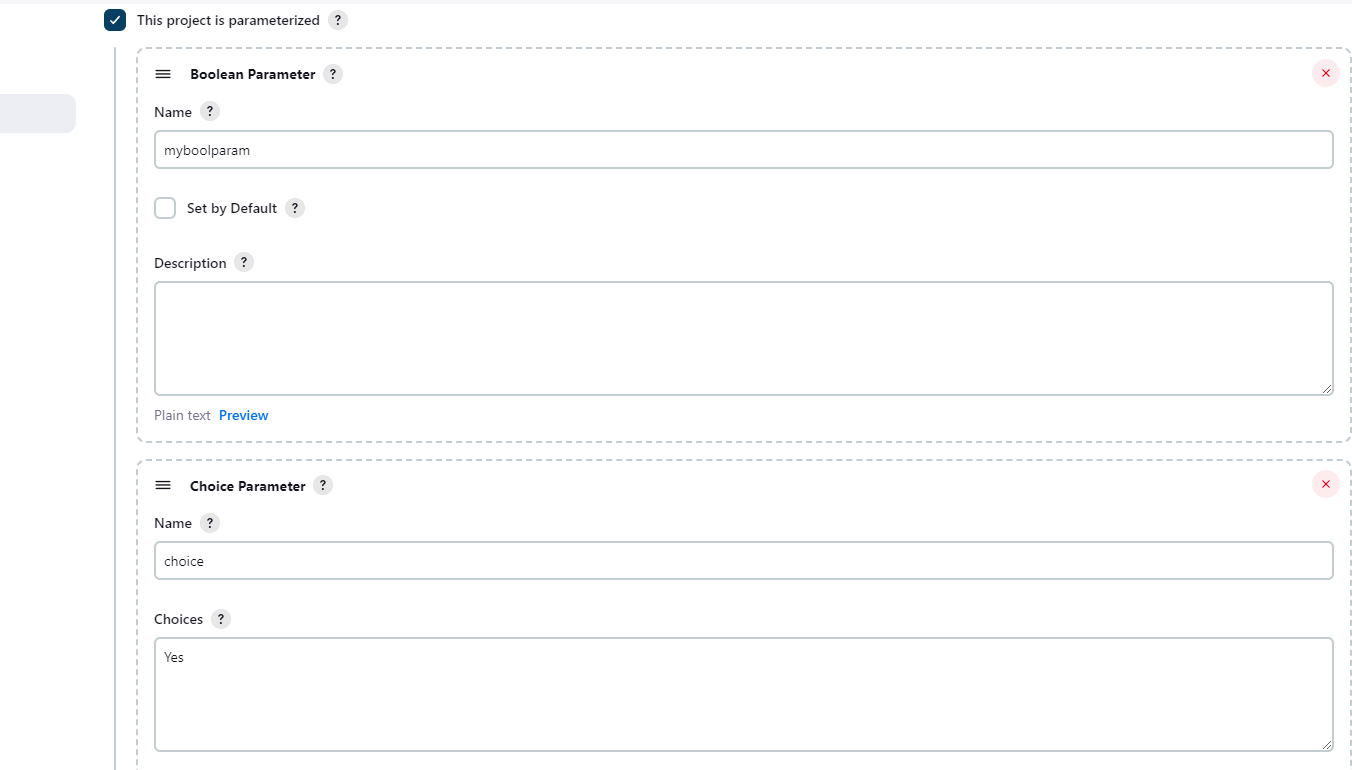 This project is parameterized ?
Boolean Parameter ?
Name ?
myboolparam
Set by Default ?
Description ?
Plain text Preview
Choice Parameter ?
Name ?
choice
Choices ?
Yes